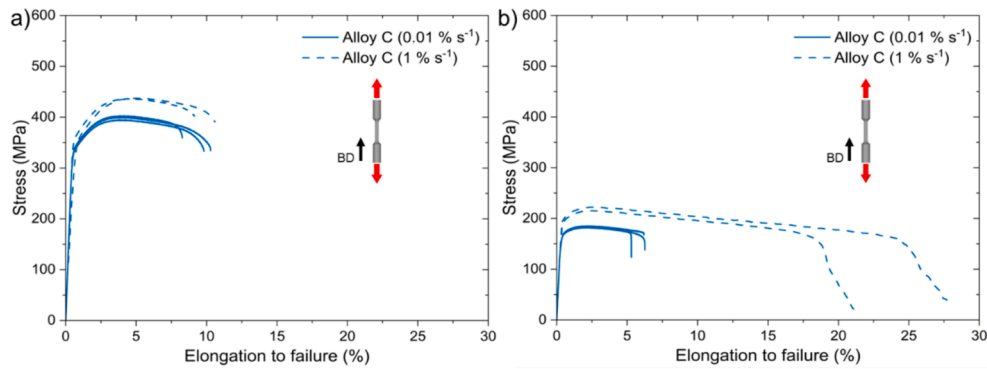 a)
600
500
400
300
200
100
0
Stress (MPa)
Alloy C (0.01 % s⁻¹)
Alloy C (1 % s⁻¹)
BD
0 5 10 15 20 25 30
Elongation to failure (%)
b)
600
500
400
300
200
100
0
Stress (MPa)
Alloy C (0.01 % s⁻¹)
Alloy C (1 % s⁻¹)
BD
0 5 10 15 20 25 30
Elongation to failure (%)